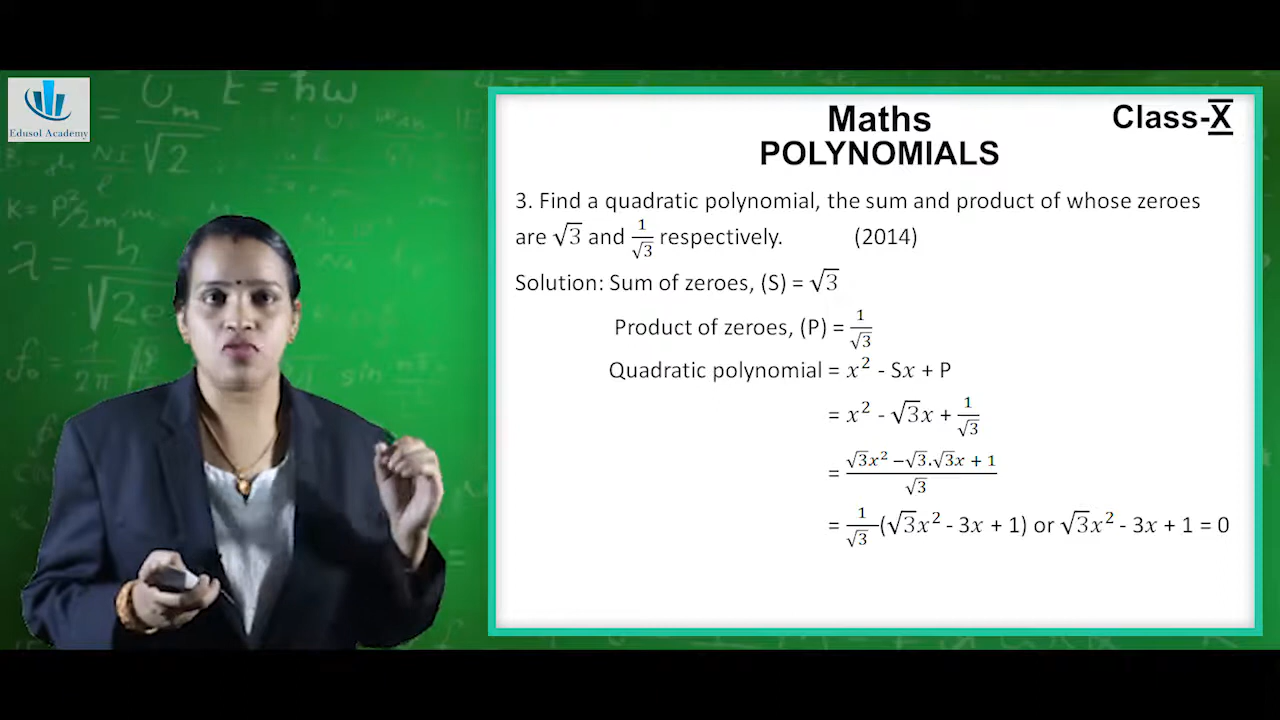 Edusol Academy
Maths
Class-X
POLYNOMIALS
3. Find a quadratic polynomial, the sum and product of whose zeroes
are √3 and 1/√3 respectively. (2014)
Solution: Sum of zeroes, (S) = √3
Product of zeroes, (P) = 1/√3
Quadratic polynomial = x² - Sx + P
= x² - √3x + 1/√3
= (√3x² − √3.√3x + 1)/√3
= 1/√3 (√3x² - 3x + 1) or √3x² - 3x + 1 = 0